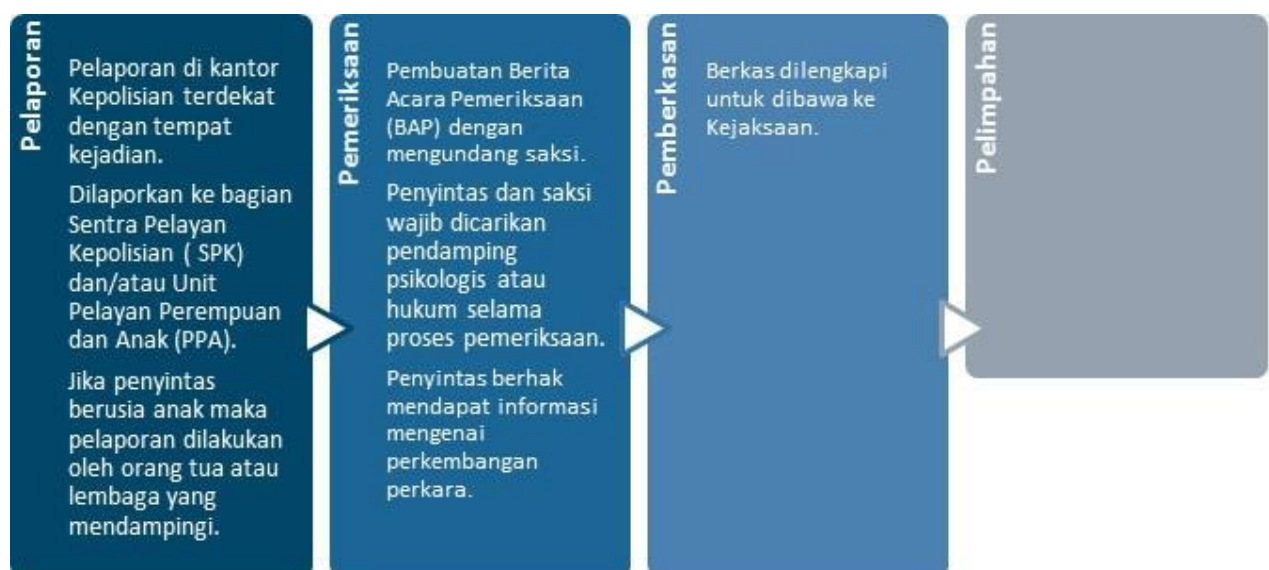 Pelaporan
Pelaporan di kantor
Kepolisian terdekat
dengan tempat
kejadian.
Dilaporkan ke bagian
Sentra Pelayan
Kepolisian ( SPK)
dan/atau Unit
Pelayan Perempuan
dan Anak (PPA).
Jika penyintas
berusia anak maka
pelaporan dilakukan
oleh orang tua atau
lembaga yang
mendampingi.
Pemeriksaan
Pembuatan Berita
Acara Pemeriksaan
(BAP) dengan
mengundang saksi.
Penyintas dan saksi
wajib dicarikan
pendamping
psikologis atau
hukum selama
proses pemeriksaan.
Penyintas berhak
mendapat informasi
mengenai
perkembangan
perkara.
Pemberkasan
Berkas dilengkapi
untuk dibawa ke
Kejaksaan.
Pelimpahan